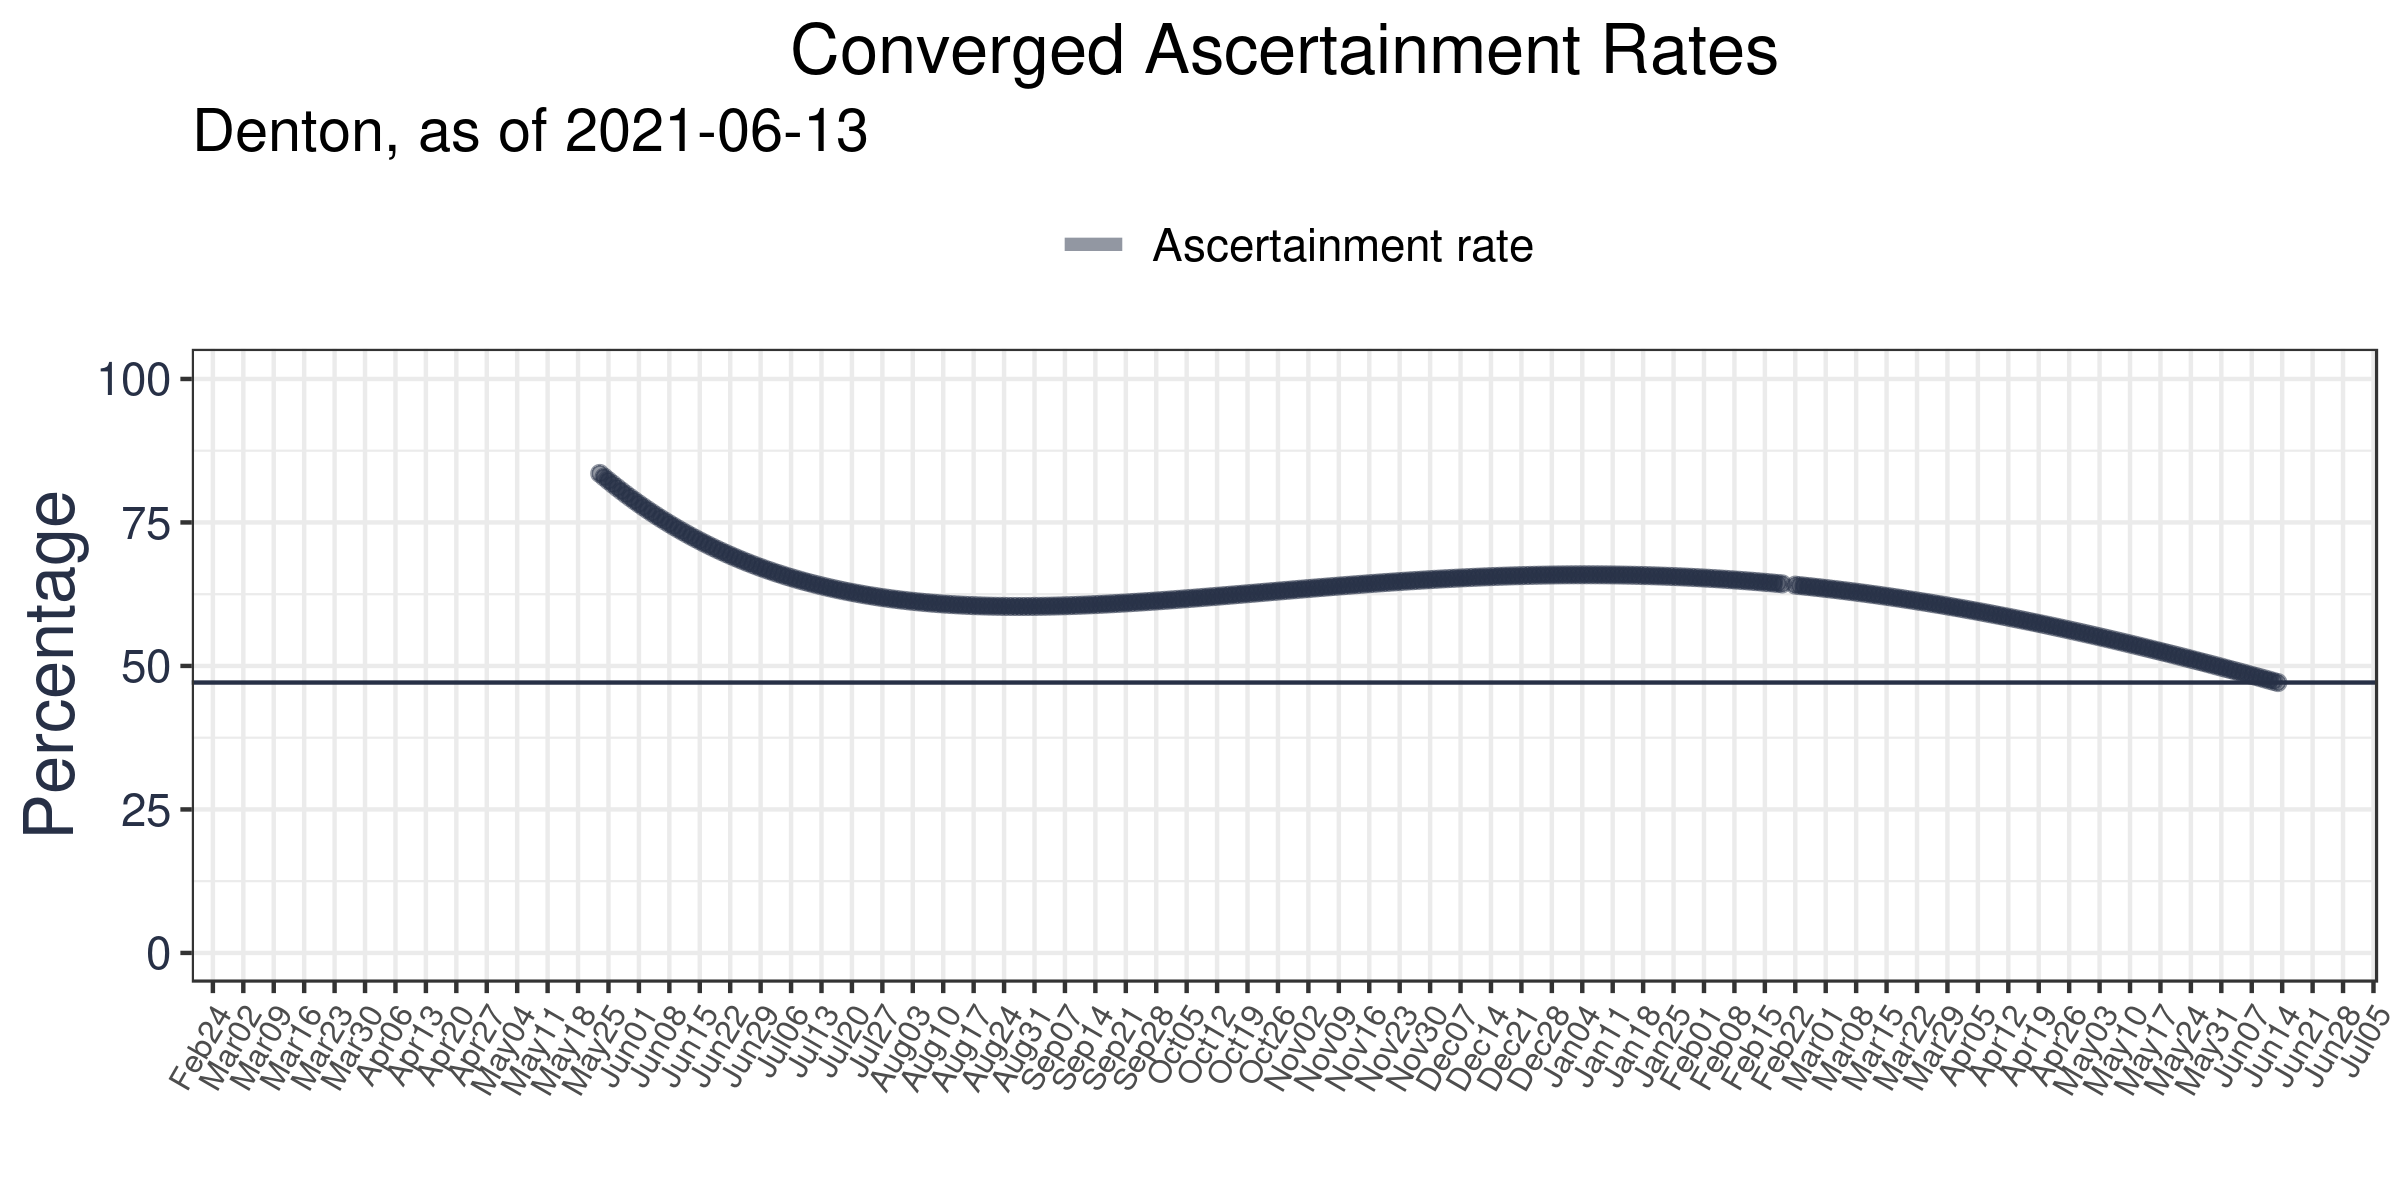 Converged Ascertainment Rates
Denton, as of 2021-06-13
Ascertainment rate
Percentage
100
75
50
25
0
Feb24
Mar02
Mar09
Mar16
Mar23
Mar30
Apr06
Apr13
Apr20
Apr27
May04
May11
May18
May25
Jun01
Jun08
Jun15
Jun22
Jun29
Jul06
Jul13
Jul20
Jul27
Aug03
Aug10
Aug17
Aug24
Aug31
Sep07
Sep14
Sep21
Sep28
Oct05
Oct12
Oct19
Oct26
Nov02
Nov09
Nov16
Nov23
Nov30
Dec07
Dec14
Dec21
Dec28
Jan04
Jan11
Jan18
Jan25
Feb01
Feb08
Feb15
Feb22
Mar01
Mar08
Mar15
Mar22
Mar29
Apr05
Apr12
Apr19
Apr26
May03
May10
May17
May24
May31
Jun07
Jun14
Jun21
Jun28
Jul05